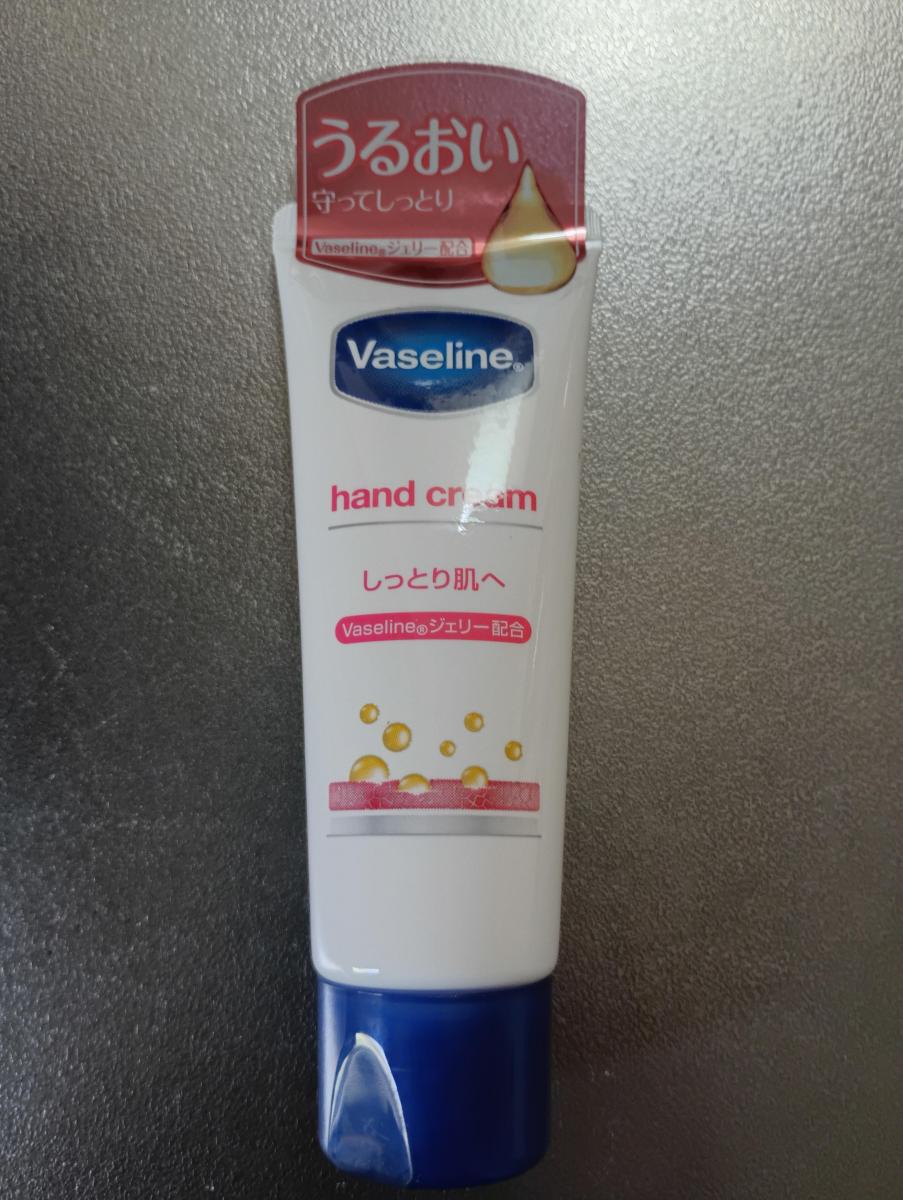 うるおい
守ってしっとり
Vaseline®ジェリー配合
Vaseline®
hand cream
しっとり肌へ
Vaseline®ジェリー配合